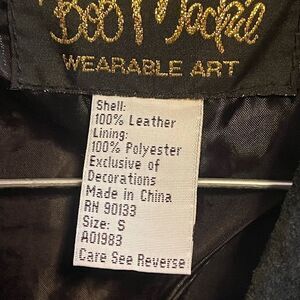 Bob Mackie
WEARABLE ART
Shell:
100% Leather
Lining:
100% Polyester
Exclusive of
Decorations
Made in China
RN 90133
Size: S
A01983
Care See Reverse